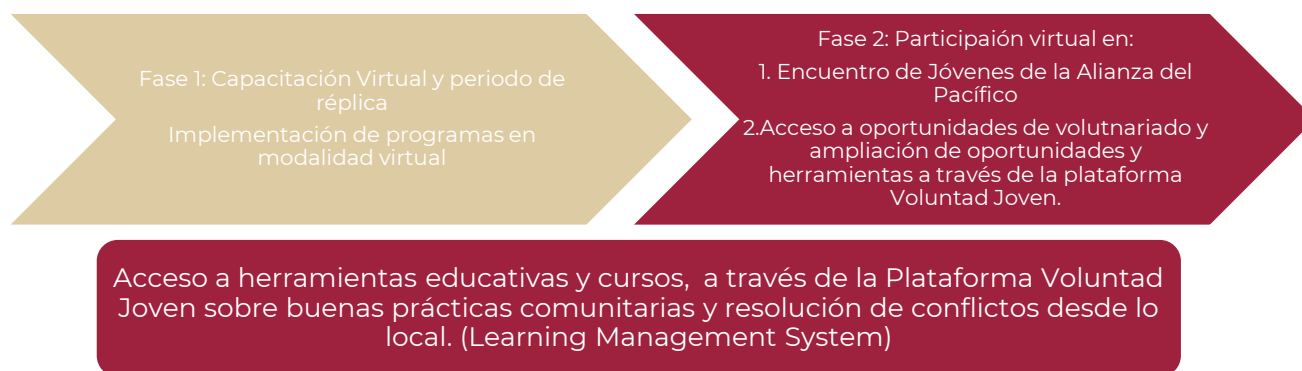 Fase 1: Capacitación Virtual y periodo de
réplica
Implementación de programas en
modalidad virtual
Fase 2: Participaión virtual en:
1. Encuentro de Jóvenes de la Alianza del
Pacífico
2.Acceso a oportunidades de volutnariado y
ampliación de oportunidades y
herramientas a través de la plataforma
Voluntad Joven.
Acceso a herramientas educativas y cursos, a través de la Plataforma Voluntad
Joven sobre buenas prácticas comunitarias y resolución de conflictos desde lo
local. (Learning Management System)